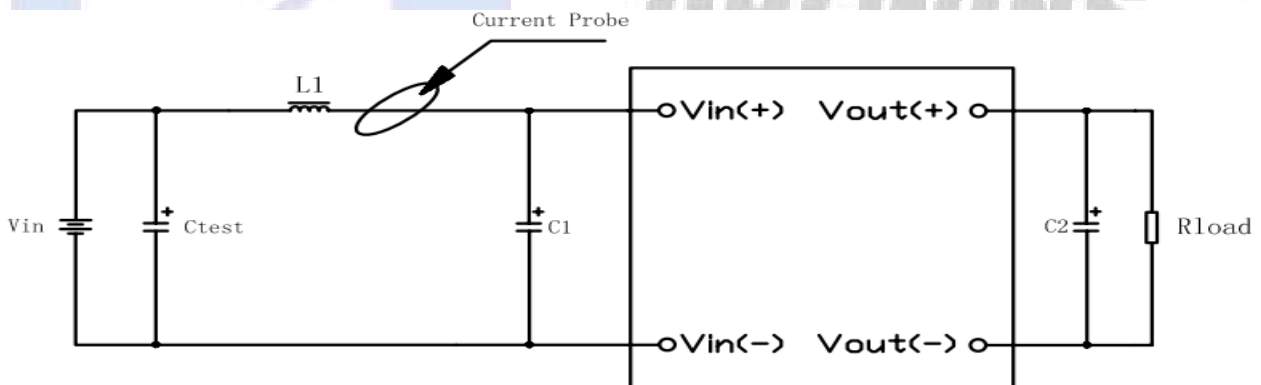 Current Probe
L1
Vin(+) Vout(+)
Vin Ctest C1 C2 Rload
Vin(-) Vout(-)